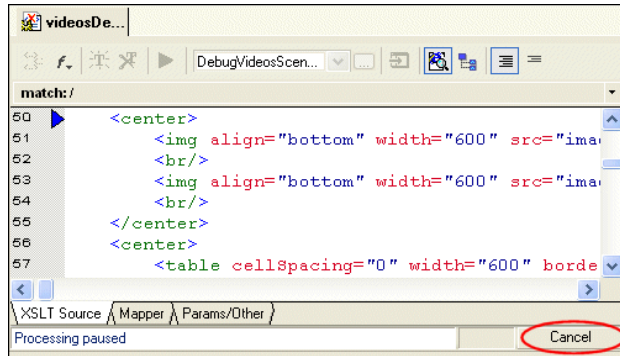 videosDe...
f
DebugVideosScen...
match:/
50 <center>
51 <img align="bottom" width="600" src="ima
52 <br/>
53 <img align="bottom" width="600" src="ima
54 <br/>
55 </center>
56 <center>
57 <table cellSpacing="0" width="600" borde
XSLT Source Mapper Params/Other
Processing paused Cancel